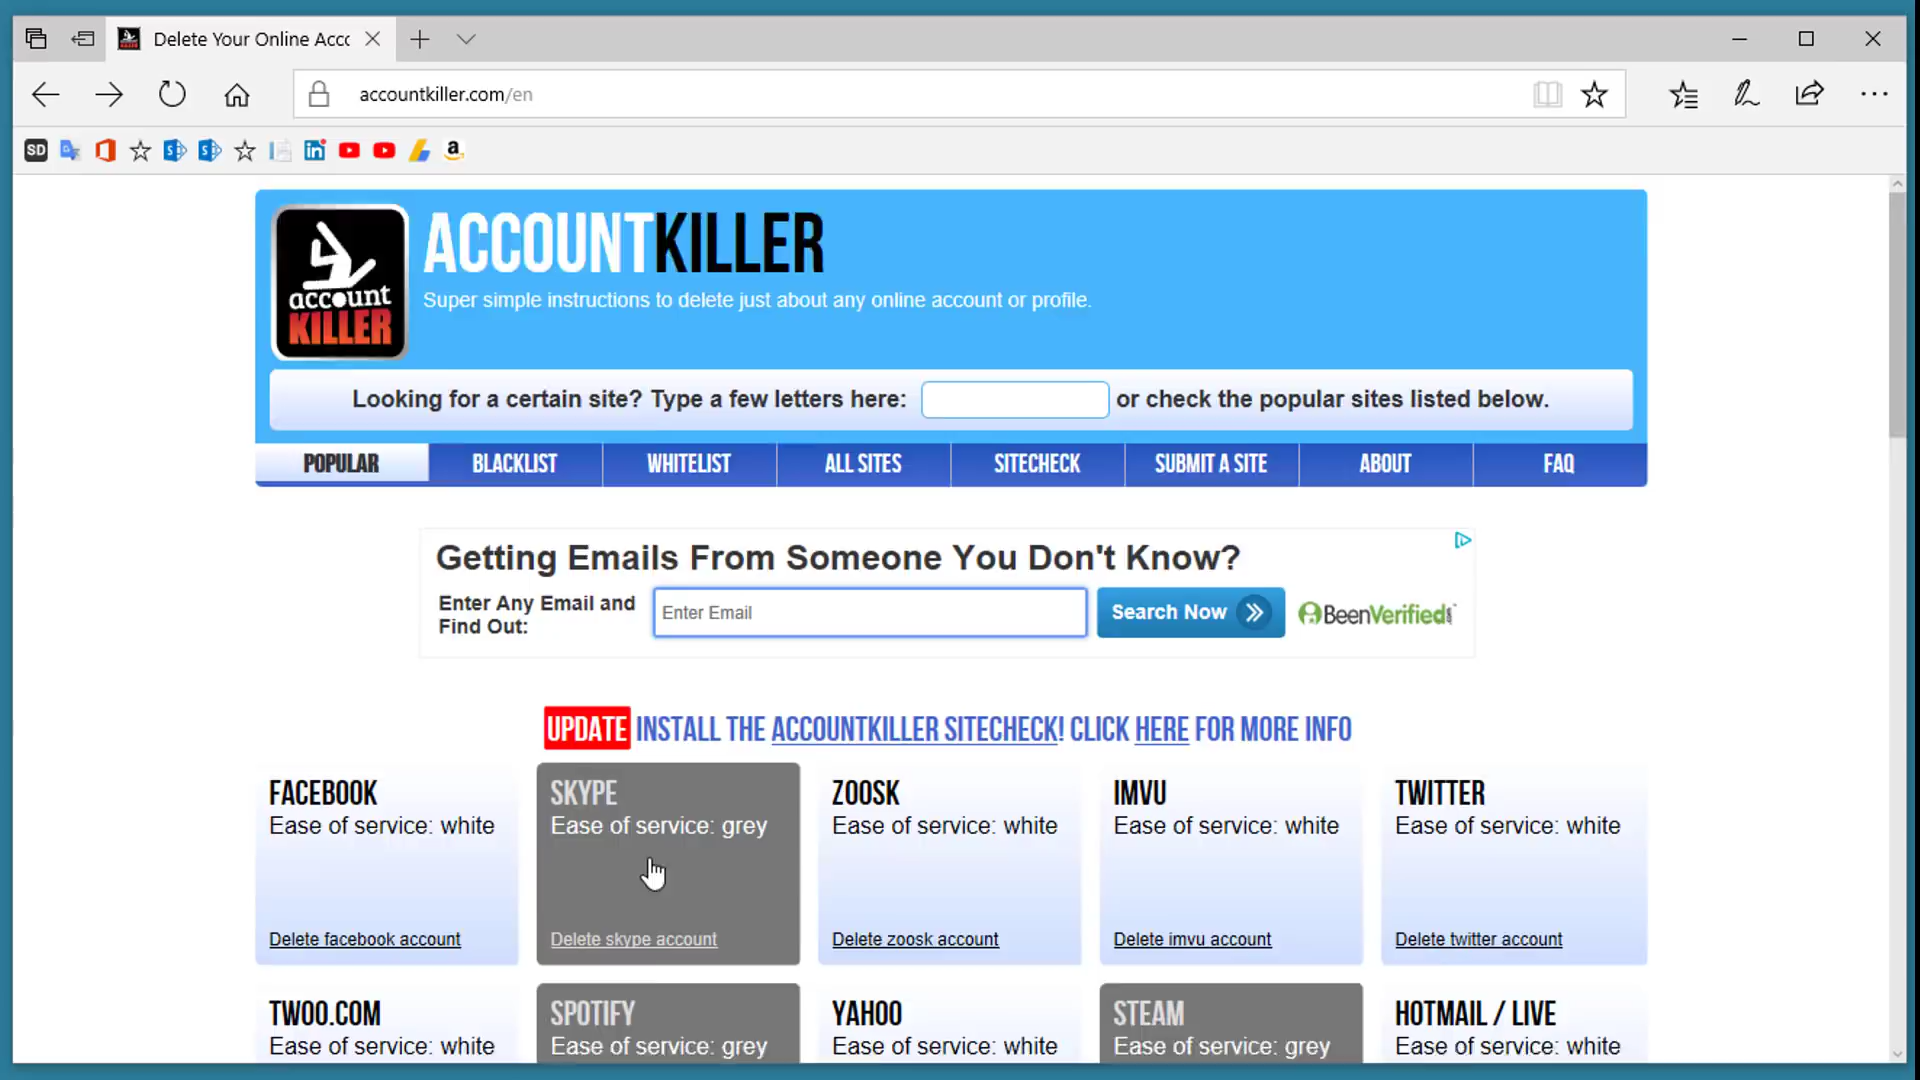 Delete Your Online Acco
accountkiller.com/en
SD
ACCOUNTKILLER
account
KILLER
Super simple instructions to delete just about any online account or profile.
Looking for a certain site? Type a few letters here: or check the popular sites listed below.
POPULAR BLACKLIST WHITELIST ALL SITES SITECHECK SUBMIT A SITE ABOUT FAQ
Getting Emails From Someone You Don't Know?
Enter Any Email and
Find Out:
Enter Email
Search Now
BeenVerified
UPDATE INSTALL THE ACCOUNTKILLER SITECHECK! CLICK HERE FOR MORE INFO
FACEBOOK
Ease of service: white
Delete facebook account
SKYPE
Ease of service: grey
Delete skype account
ZOOSK
Ease of service: white
Delete zoosk account
IMVU
Ease of service: white
Delete imvu account
TWITTER
Ease of service: white
Delete twitter account
TWOO.COM
Ease of service: white
SPOTIFY
Ease of service: grey
YAHOO
Ease of service: white
STEAM
Ease of service: grey
HOTMAIL / LIVE
Ease of service: white